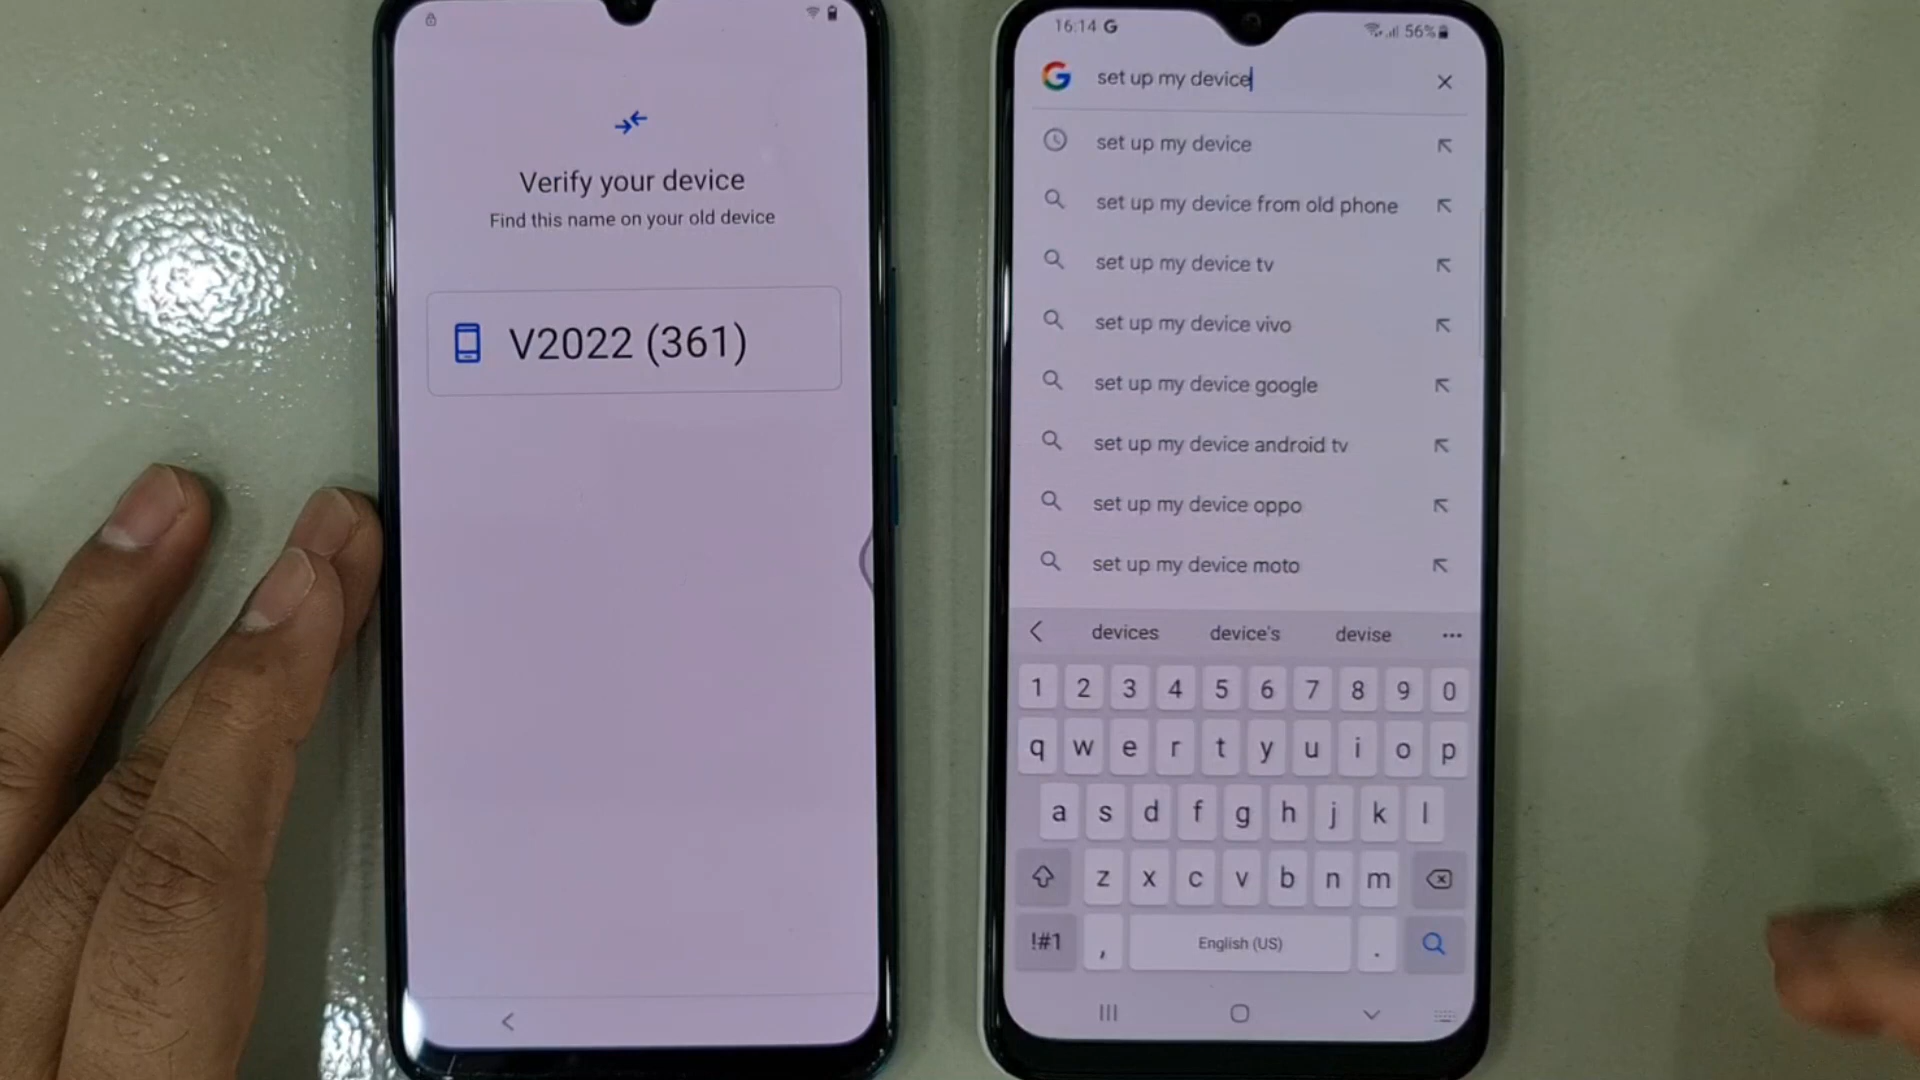 Verify your device
Find this name on your old device
V2022 (361)
16:14 G
56%
set up my device
set up my device
set up my device from old phone
set up my device tv
set up my device vivo
set up my device google
set up my device android tv
set up my device oppo
set up my device moto
devices device's devise
1 2 3 4 5 6 7 8 9 0
q w e r t y u i o p
a s d f g h j k l
z x c v b n m
!#1 , English (US) .